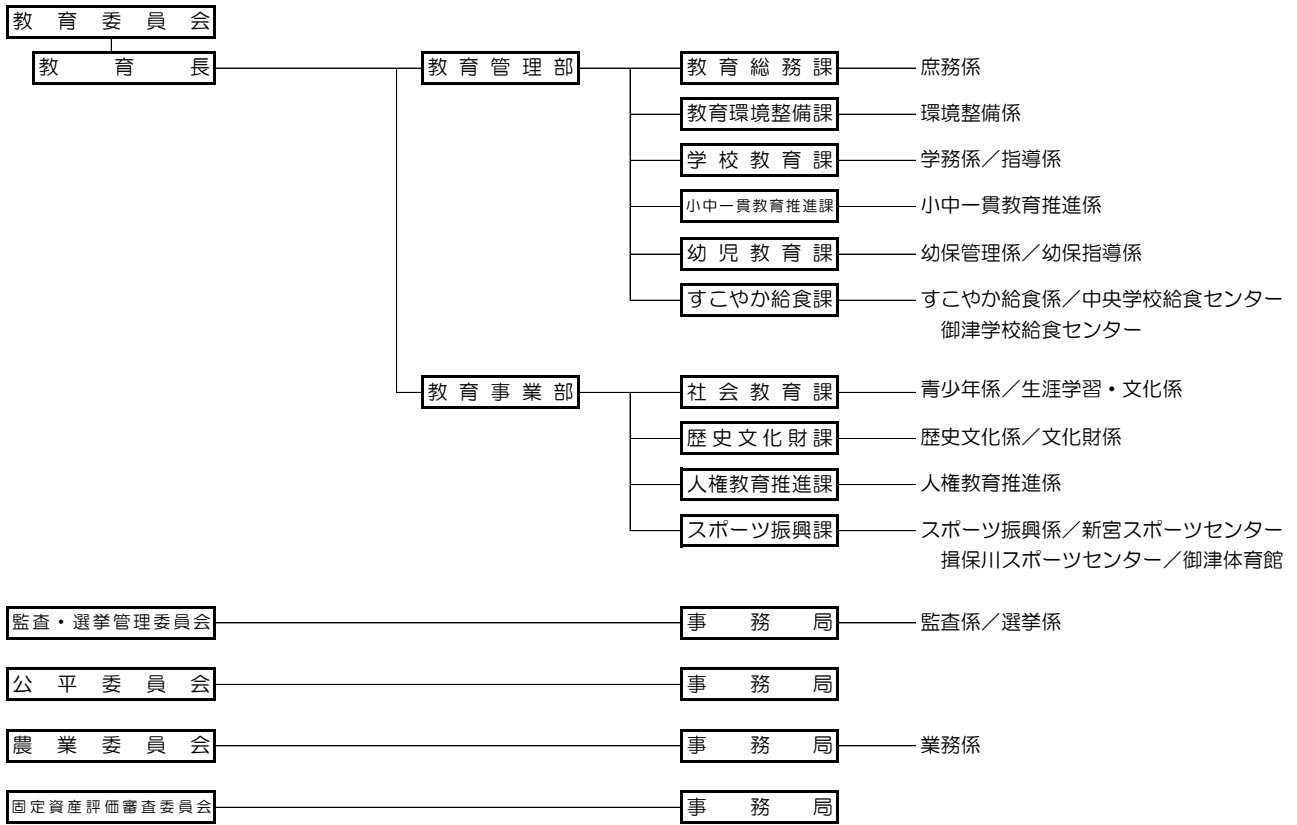 教育委員会
教育長 教育管理部 教育総務課 庶務係
教育環境整備課 環境整備係
学校教育課 学務係／指導係
小中一貫教育推進課 小中一貫教育推進係
幼児教育課 幼保管理係／幼保指導係
すこやか給食課 すこやか給食係／中央学校給食センター
御津学校給食センター
教育事業部 社会教育課 青少年係／生涯学習・文化係
歴史文化財課 歴史文化係／文化財係
人権教育推進課 人権教育推進係
スポーツ振興課 スポーツ振興係／新宮スポーツセンター
揖保川スポーツセンター／御津体育館
監査・選挙管理委員会 事務局 監査係／選挙係
公平委員会 事務局
農業委員会 事務局 業務係
固定資産評価審査委員会 事務局